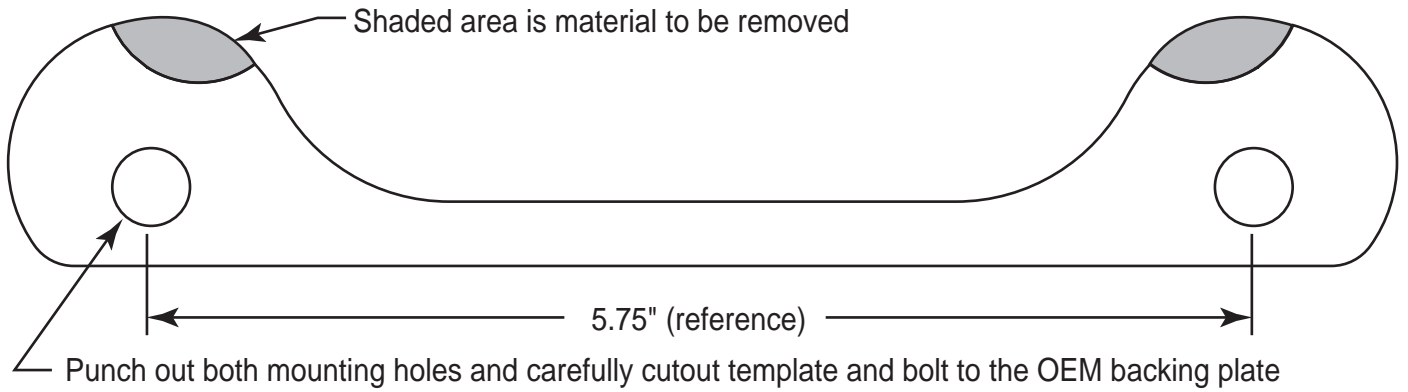 Shaded area is material to be removed
5.75" (reference)
Punch out both mounting holes and carefully cutout template and bolt to the OEM backing plate